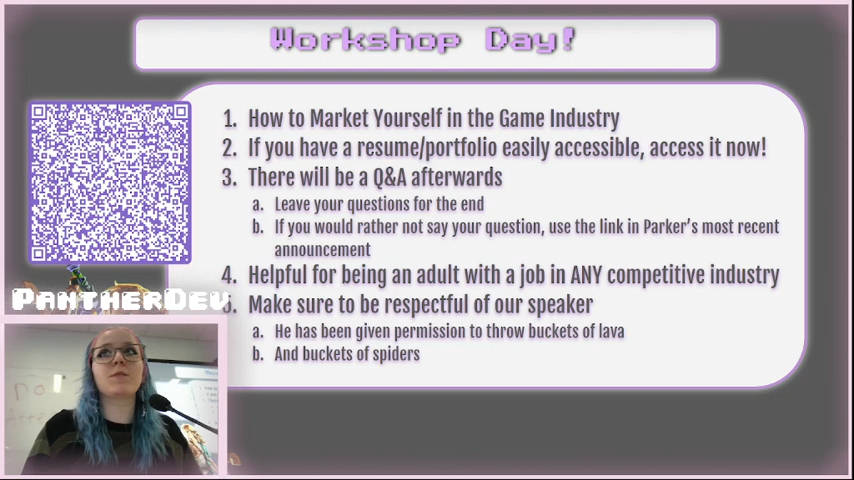 Workshop Day!
1. How to Market Yourself in the Game Industry
2. If you have a resume/portfolio easily accessible, access it now!
3. There will be a Q&A afterwards
a. Leave your questions for the end
b. If you would rather not say your question, use the link in Parker's most recent
announcement
4. Helpful for being an adult with a job in ANY competitive industry
5. Make sure to be respectful of our speaker
a. He has been given permission to throw buckets of lava
b. And buckets of spiders
PantherDev
no